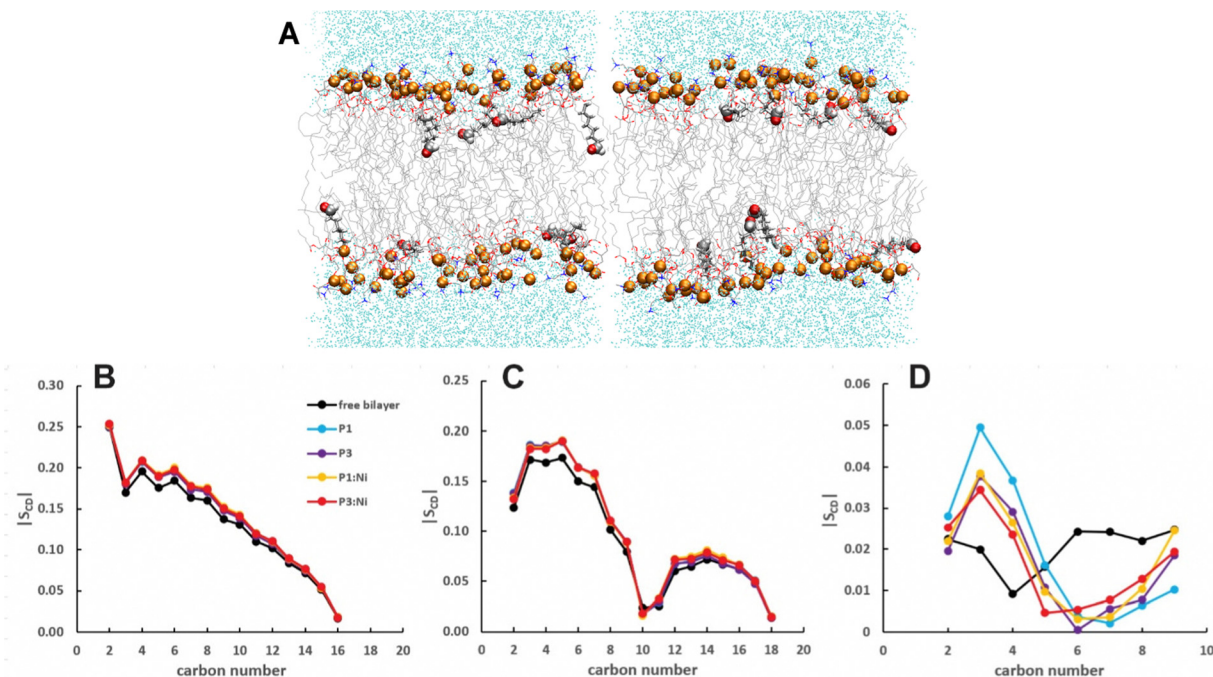 A
B
|S_CD|
0.30
0.25
0.20
0.15
0.10
0.05
0.00
0 2 4 6 8 10 12 14 16 18 20
carbon number
free bilayer
P1
P3
P1:Ni
P3:Ni
C
|S_CD|
0.25
0.20
0.15
0.10
0.05
0.00
0 2 4 6 8 10 12 14 16 18 20
carbon number
D
|S_CD|
0.06
0.05
0.04
0.03
0.02
0.01
0
0 2 4 6 8 10
carbon number